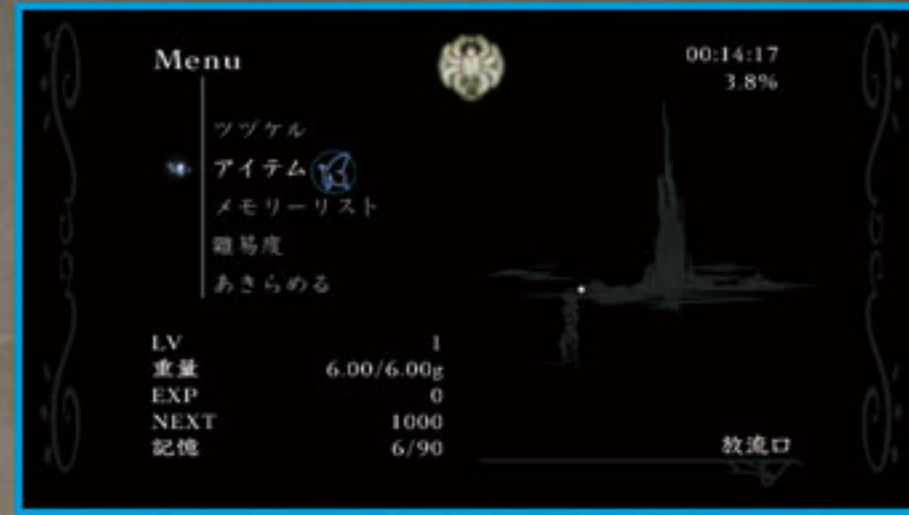 Menu
00:14:17
3.8%
ツヅケル
アイテム
メモリーリスト
難易度
あきらめる
LV 1
重量 6.00/6.00g
EXP 0
NEXT 1000
記憶 6/90
放流口